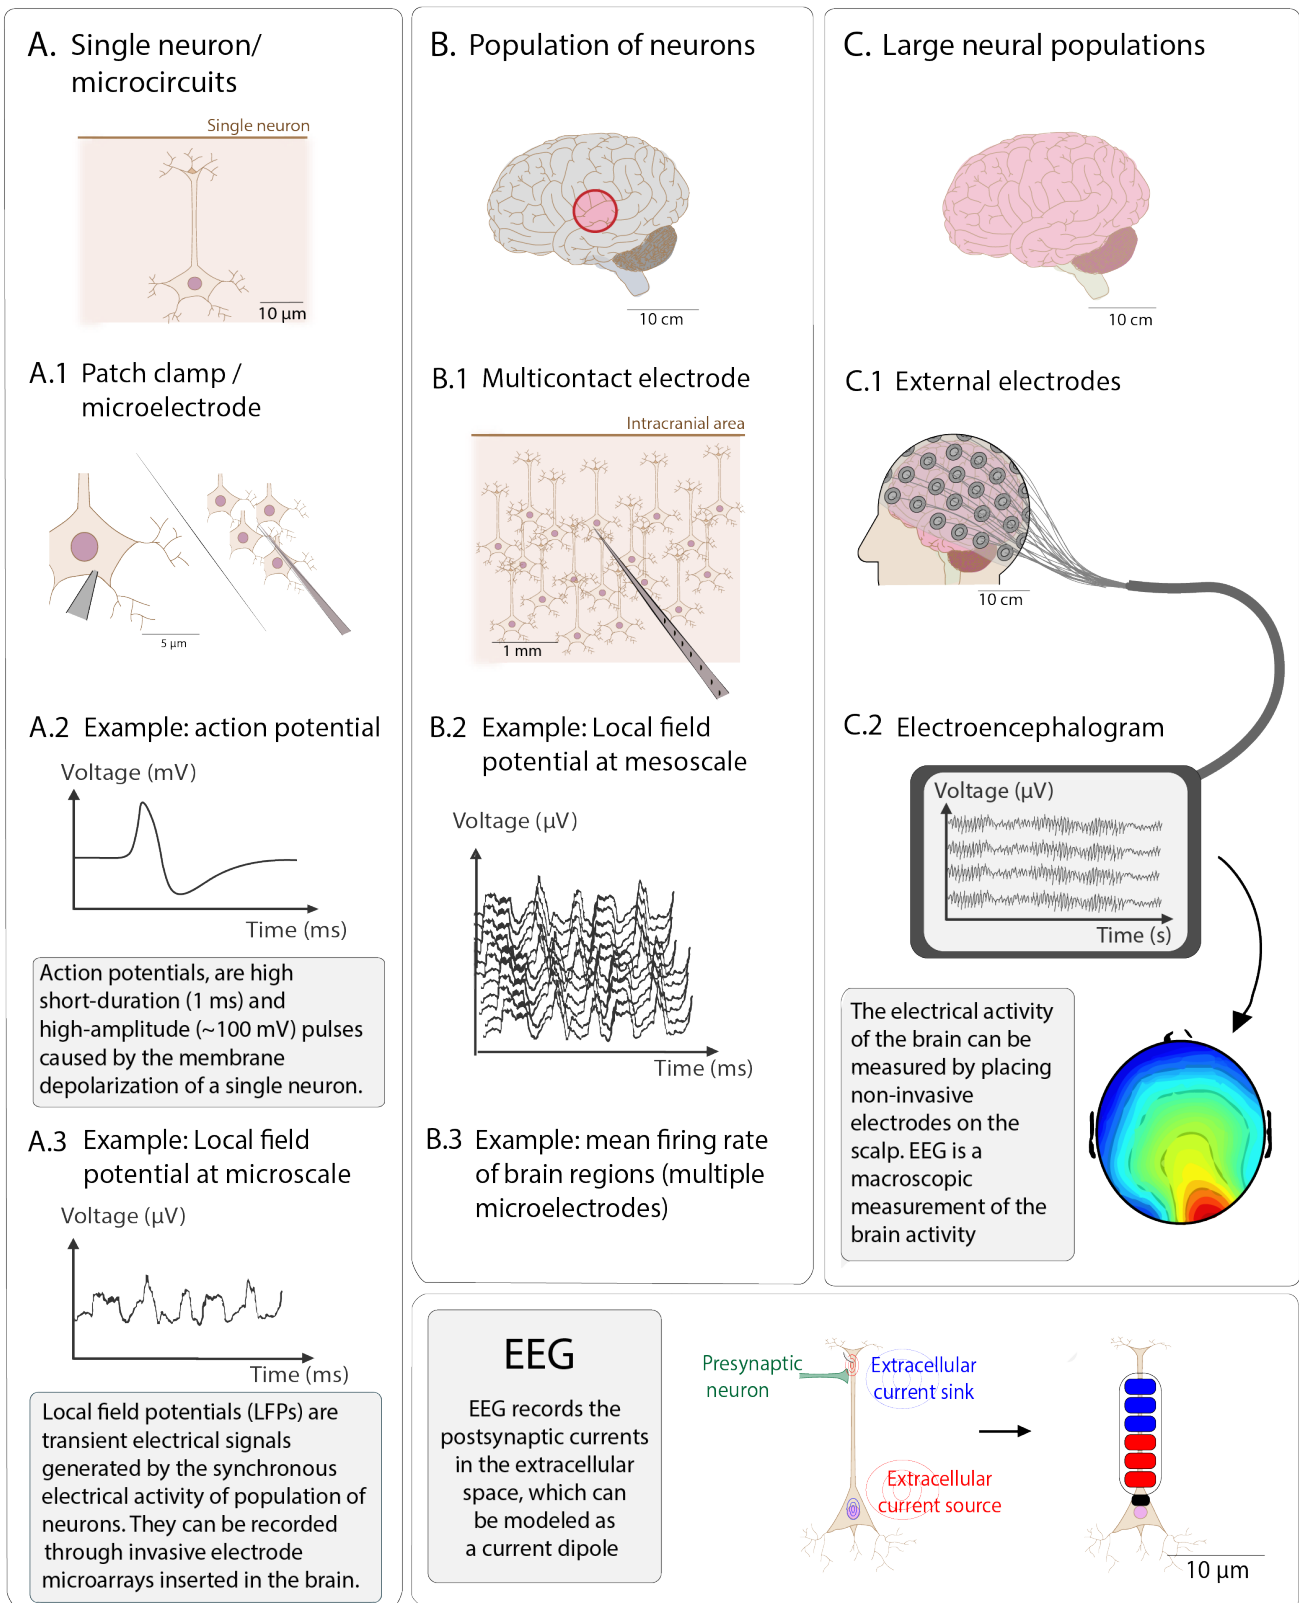 A. Single neuron/
microcircuits
Single neuron
10 µm
A.1 Patch clamp /
microelectrode
5 µm
A.2 Example: action potential
Voltage (mV)
Time (ms)
Action potentials, are high
short-duration (1 ms) and
high-amplitude (~100 mV) pulses
caused by the membrane
depolarization of a single neuron.
A.3 Example: Local field
potential at microscale
Voltage (µV)
Time (ms)
Local field potentials (LFPs) are
transient electrical signals
generated by the synchronous
electrical activity of population of
neurons. They can be recorded
through invasive electrode
microarrays inserted in the brain.
B. Population of neurons
10 cm
B.1 Multicontact electrode
Intracranial area
1 mm
B.2 Example: Local field
potential at mesoscale
Voltage (µV)
Time (ms)
B.3 Example: mean firing rate
of brain regions (multiple
microelectrodes)
C. Large neural populations
10 cm
C.1 External electrodes
10 cm
C.2 Electroencephalogram
Voltage (µV)
Time (s)
The electrical activity
of the brain can be
measured by placing
non-invasive
electrodes on the
scalp. EEG is a
macroscopic
measurement of the
brain activity
EEG
EEG records the
postsynaptic currents
in the extracellular
space, which can
be modeled as
a current dipole
Presynaptic
neuron
Extracellular
current sink
Extracellular
current source
10 µm